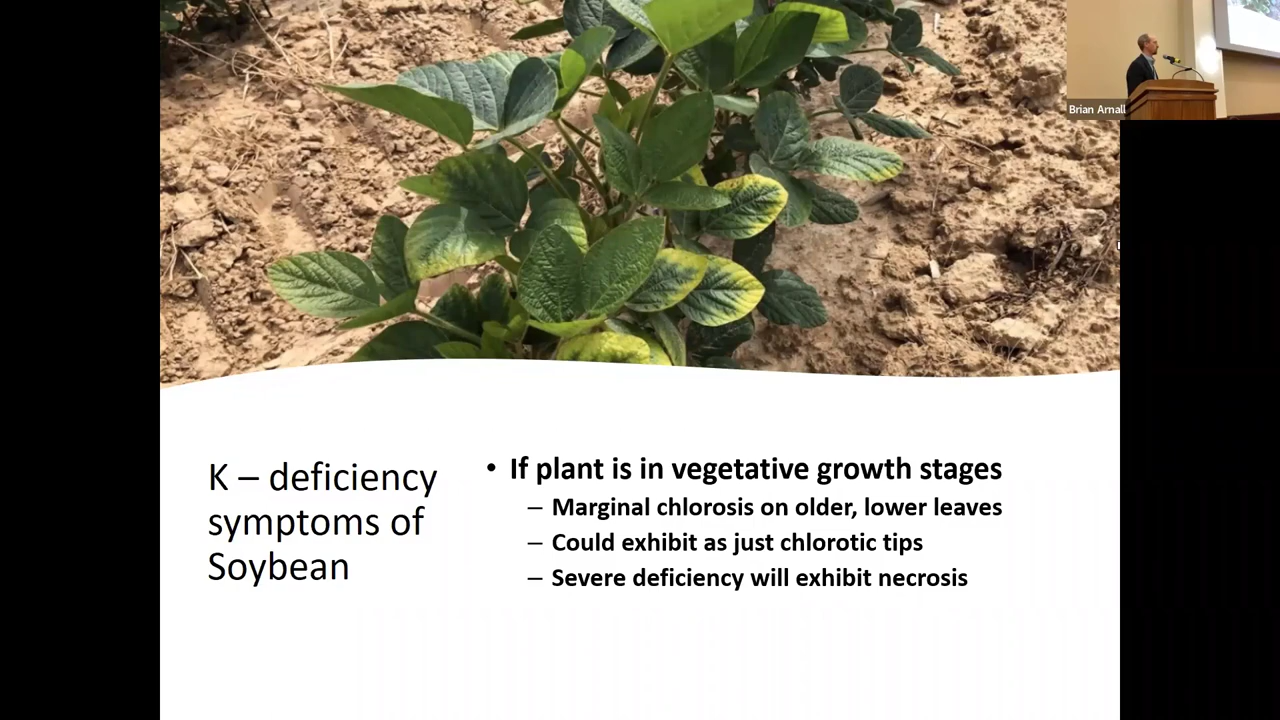 Brian Arnall
K – deficiency
symptoms of
Soybean
• If plant is in vegetative growth stages
– Marginal chlorosis on older, lower leaves
– Could exhibit as just chlorotic tips
– Severe deficiency will exhibit necrosis